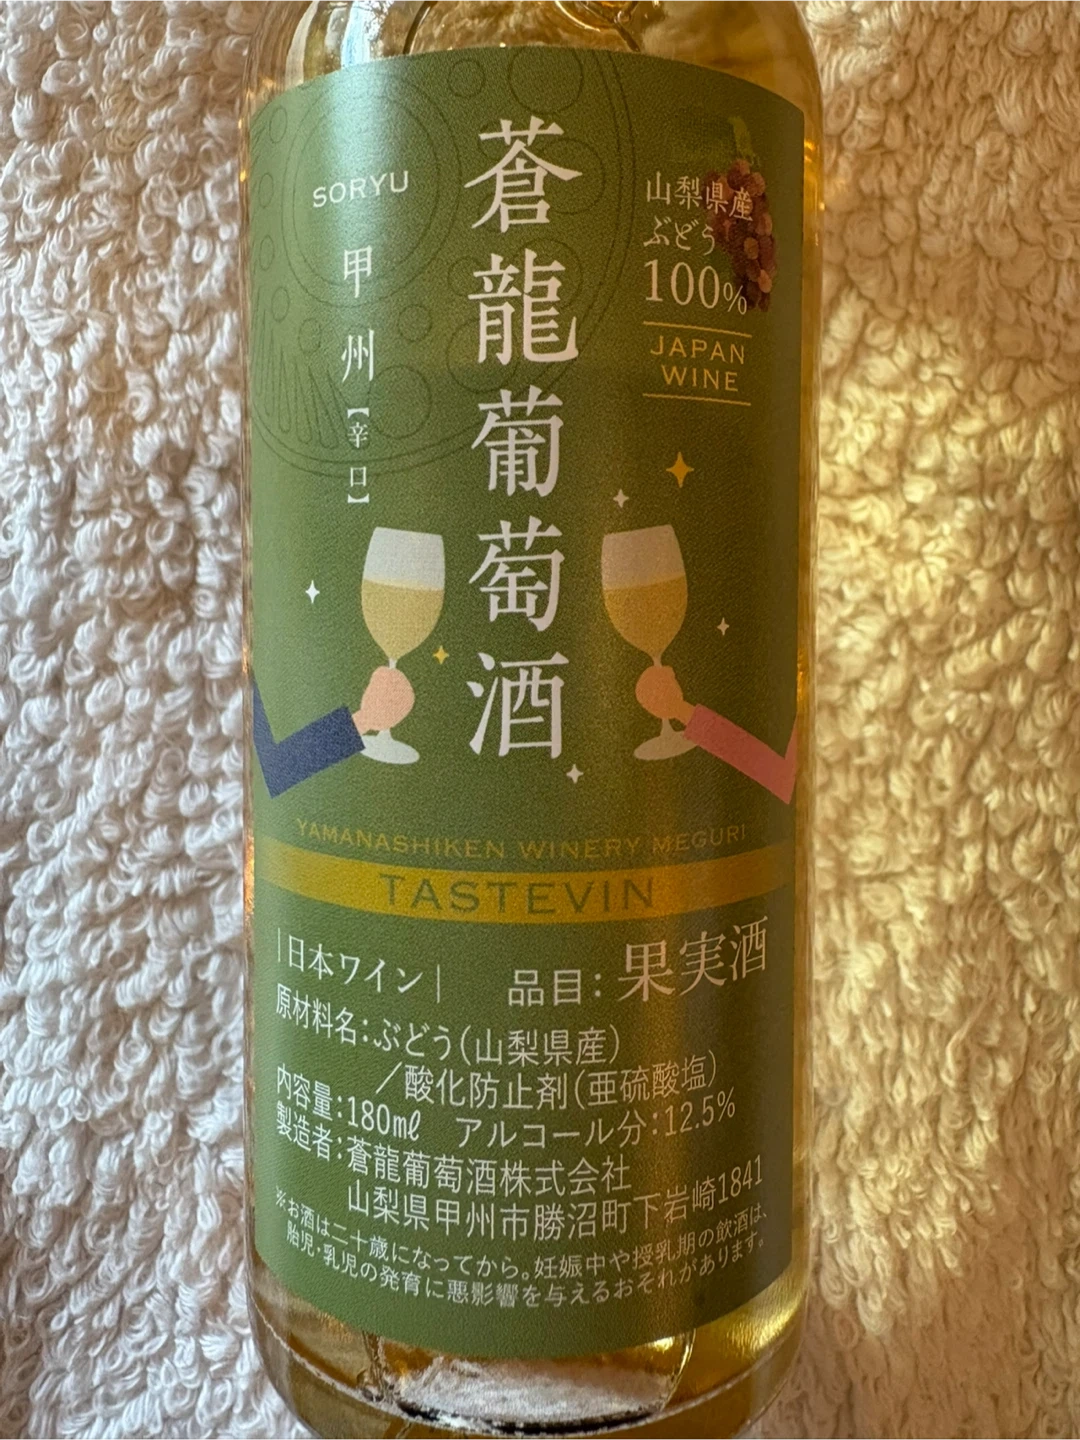 蒼龍葡萄酒
SORYU
甲州【辛口】
山梨県産
ぶどう
100%
JAPAN
WINE
YAMANASHIKEN WINERY MEGURI
TASTEVIN
|日本ワイン| 品目:果実酒
原材料名:ぶどう(山梨県産)
/酸化防止剤(亜硫酸塩)
内容量:180㎖ アルコール分:12.5%
製造者:蒼龍葡萄酒株式会社
山梨県甲州市勝沼町下岩崎1841
※お酒は二十歳になってから。妊娠中や授乳期の飲酒は、
胎児・乳児の発育に悪影響を与えるおそれがあります。